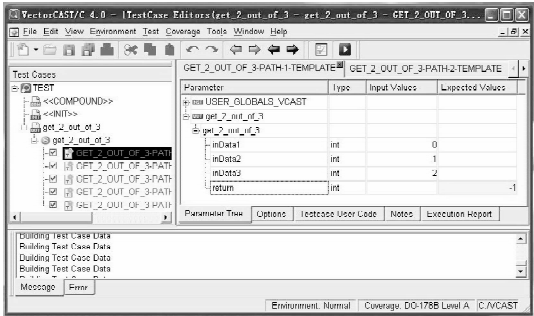 VectorCAST/C 4.0 - [TestCase Editors(get_2_out_of_3 - get_2_out_of_3 - GET_2_OUT_OF_3...
File Edit View Environment Test Coverage Tools Window Help
Test Cases
TEST
<<COMPOUND>>
<<INIT>>
get_2_out_of_3
get_2_out_of_3
GET_2_OUT_OF_3-PATH
GET_2_OUT_OF_3-PATH
GET_2_OUT_OF_3-PATH
GET_2_OUT_OF_3-PATH
GET_2_OUT_OF_3-PATH-1-TEMPLATE GET_2_OUT_OF_3-PATH-2-TEMPLATE
Parameter Type Input Values Expected Values
USER_GLOBALS_VCAST
get_2_out_of_3
get_2_out_of_3
inData1 int 0
inData2 int 1
inData3 int 2
return int -1
Parameter Tree Options Testcase User Code Notes Execution Report
Building Test Case Data
Building Test Case Data
Building Test Case Data
Building Test Case Data
Message Error
Environment: Normal Coverage: DO-178B Level A C:/VCAST